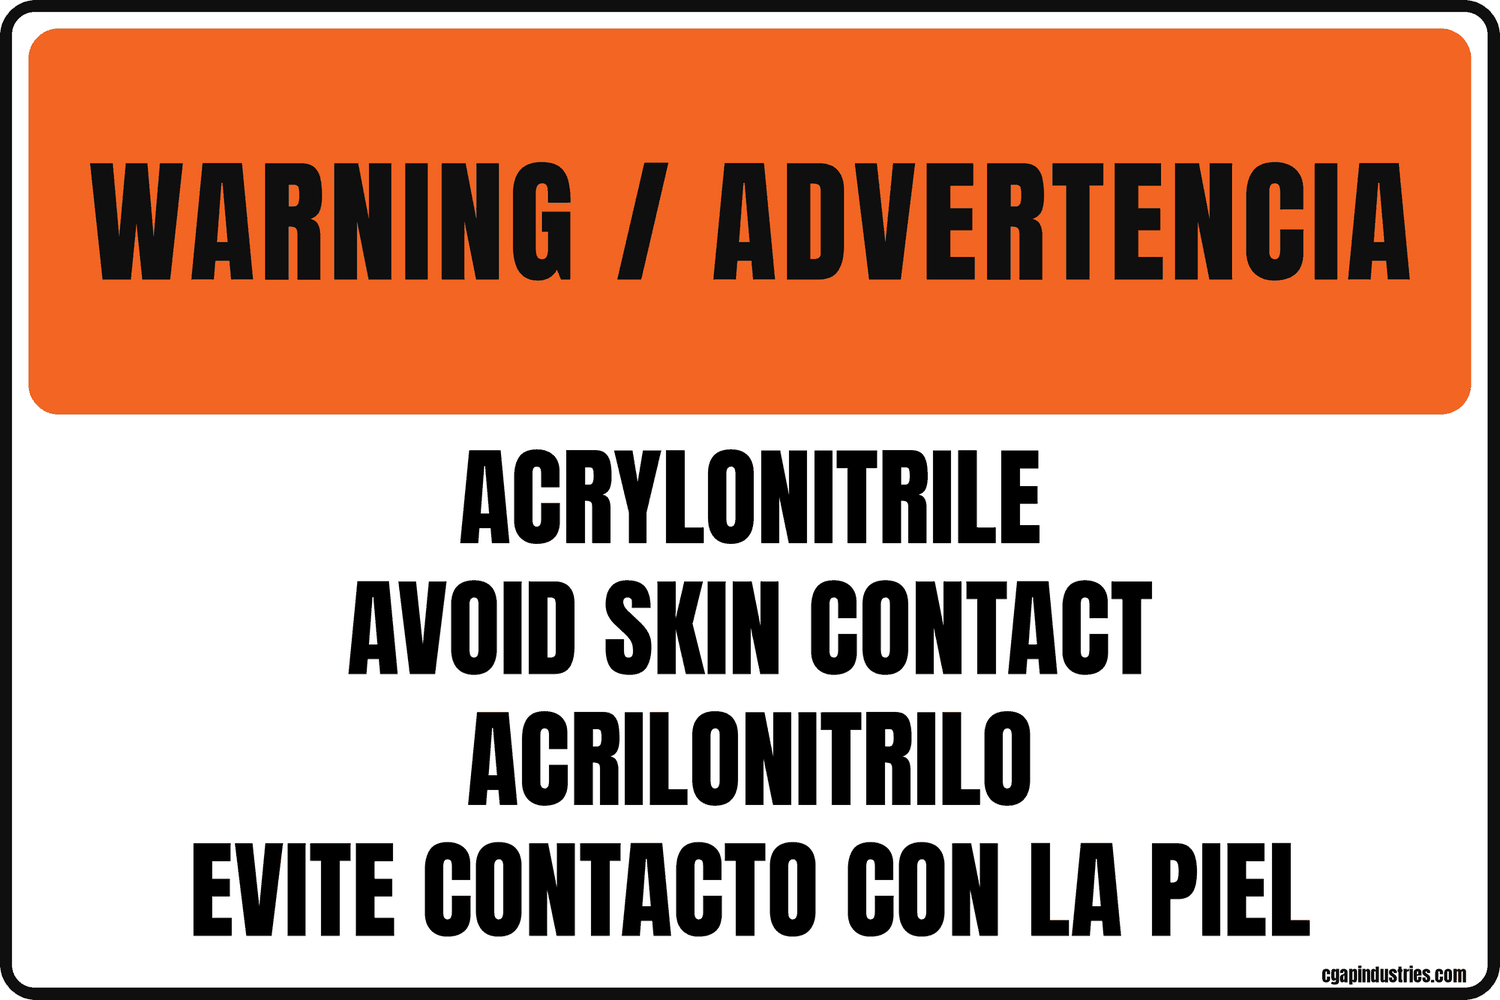 WARNING / ADVERTENCIA
ACRYLONITRILE
AVOID SKIN CONTACT
ACRILONITRILO
EVITE CONTACTO CON LA PIEL
cgapindustries.com